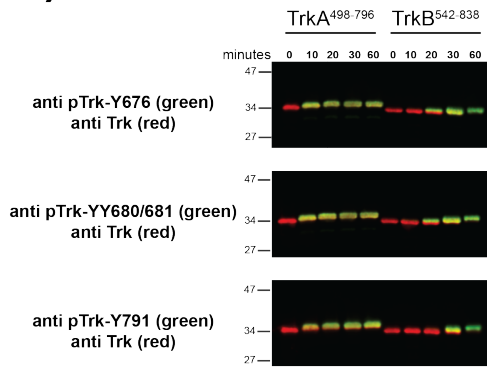 TrkA498-796 TrkB542-838
minutes 0 10 20 30 60 0 10 20 30 60
47
anti pTrk-Y676 (green)
anti Trk (red)
34
27
47
anti pTrk-YY680/681 (green)
anti Trk (red)
34
27
47
anti pTrk-Y791 (green)
anti Trk (red)
34
27